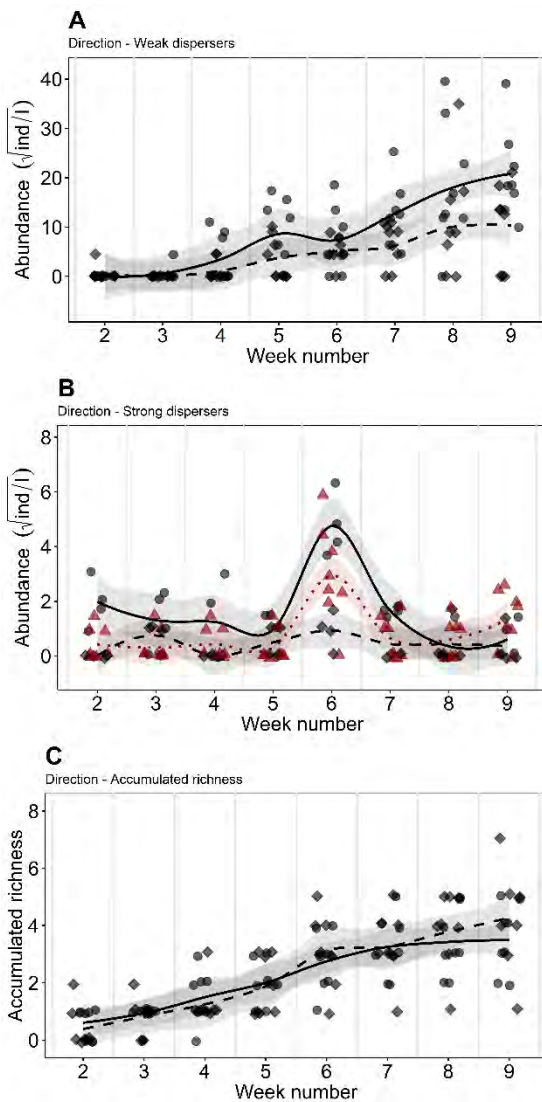 A
Direction - Weak dispersers
Abundance (√ind/l)
40
30
20
10
0
2 3 4 5 6 7 8 9
Week number
B
Direction - Strong dispersers
Abundance (√ind/l)
8
6
4
2
0
2 3 4 5 6 7 8 9
Week number
C
Direction - Accumulated richness
Accumulated richness
8
6
4
2
0
2 3 4 5 6 7 8 9
Week number